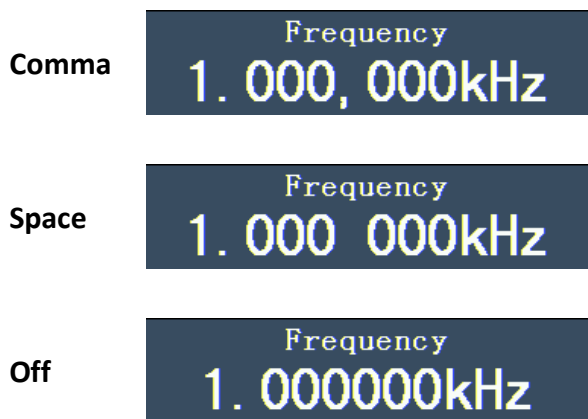 Frequency
Comma 1. 000, 000kHz
Frequency
Space 1. 000 000kHz
Frequency
Off 1. 000000kHz